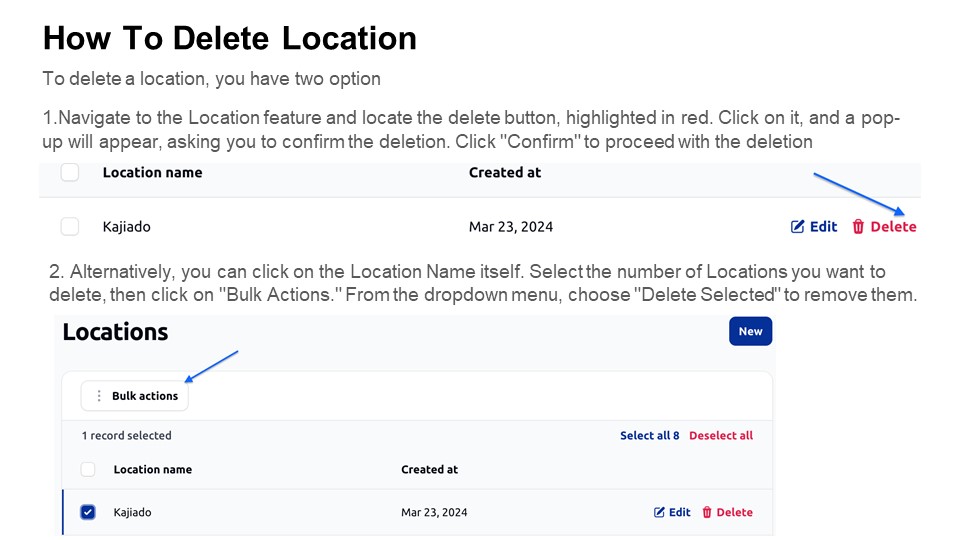 How To Delete Location
To delete a location, you have two option
1.Navigate to the Location feature and locate the delete button, highlighted in red. Click on it, and a pop-
up will appear, asking you to confirm the deletion. Click "Confirm" to proceed with the deletion
Location name Created at
Kajiado Mar 23, 2024 Edit Delete
2. Alternatively, you can click on the Location Name itself. Select the number of Locations you want to
delete, then click on "Bulk Actions." From the dropdown menu, choose "Delete Selected" to remove them.
Locations New
Bulk actions
1 record selected Select all 8 Deselect all
Location name Created at
Kajiado Mar 23, 2024 Edit Delete